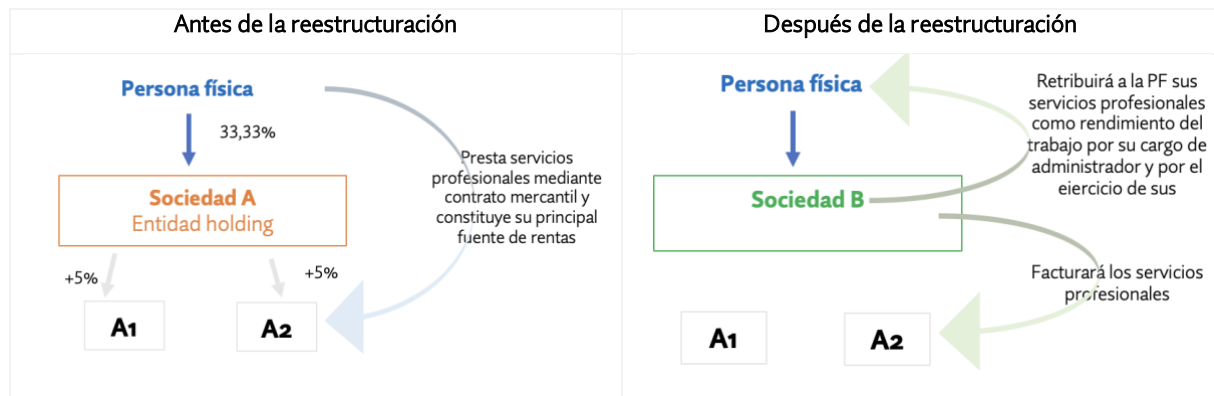 Antes de la reestructuración
Persona física
33,33%
Presta servicios
profesionales mediante
contrato mercantil y
constituye su principal
fuente de rentas
Sociedad A
Entidad holding
+5%
+5%
A1
A2
Después de la reestructuración
Persona física
Retribuirá a la PF sus
servicios profesionales
como rendimiento del
trabajo por su cargo de
administrador y por el
ejercicio de sus
Sociedad B
Facturará los servicios
profesionales
A1
A2